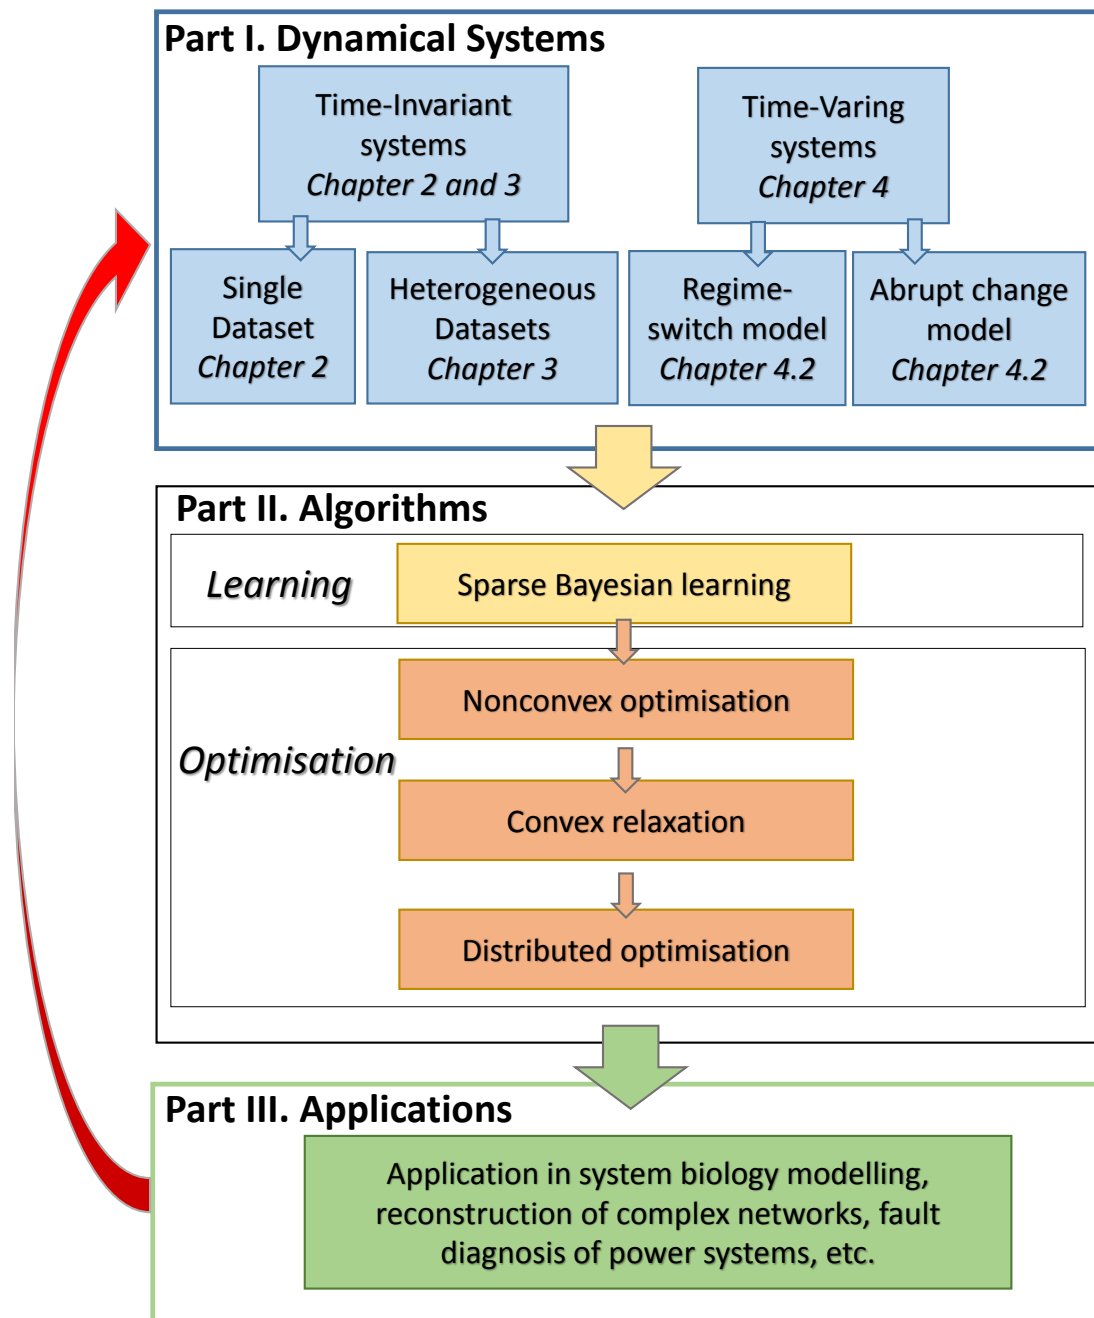 Part I. Dynamical Systems
Time-Invariant
systems
Chapter 2 and 3
Time-Varing
systems
Chapter 4
Single
Dataset
Chapter 2
Heterogeneous
Datasets
Chapter 3
Regime-
switch model
Chapter 4.2
Abrupt change
model
Chapter 4.2
Part II. Algorithms
Learning
Sparse Bayesian learning
Optimisation
Nonconvex optimisation
Convex relaxation
Distributed optimisation
Part III. Applications
Application in system biology modelling,
reconstruction of complex networks, fault
diagnosis of power systems, etc.